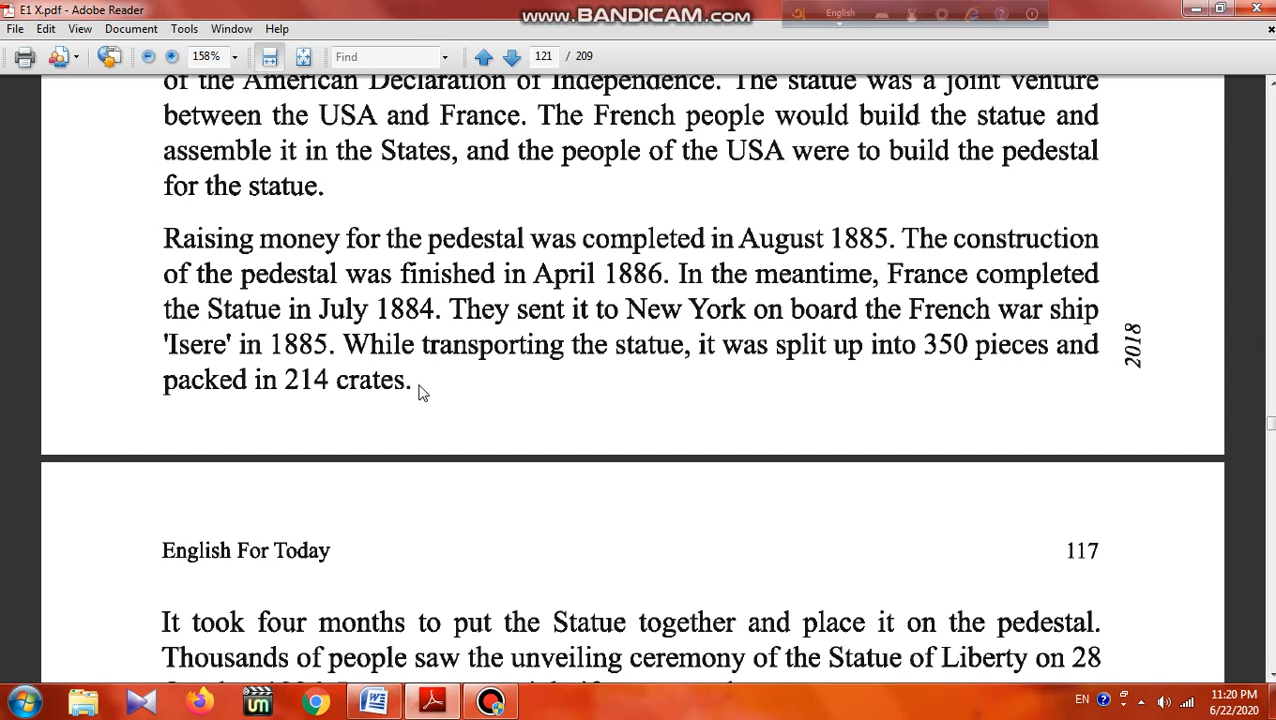 E1 X.pdf - Adobe Reader
www.BANDICAM.com
English
File Edit View Document Tools Window Help
158% Find 121 / 209
of the American Declaration of Independence. The statue was a joint venture
between the USA and France. The French people would build the statue and
assemble it in the States, and the people of the USA were to build the pedestal
for the statue.
Raising money for the pedestal was completed in August 1885. The construction
of the pedestal was finished in April 1886. In the meantime, France completed
the Statue in July 1884. They sent it to New York on board the French war ship
'Isere' in 1885. While transporting the statue, it was split up into 350 pieces and
packed in 214 crates.
2018
English For Today 117
It took four months to put the Statue together and place it on the pedestal.
Thousands of people saw the unveiling ceremony of the Statue of Liberty on 28
EN
11:20 PM
6/22/2020